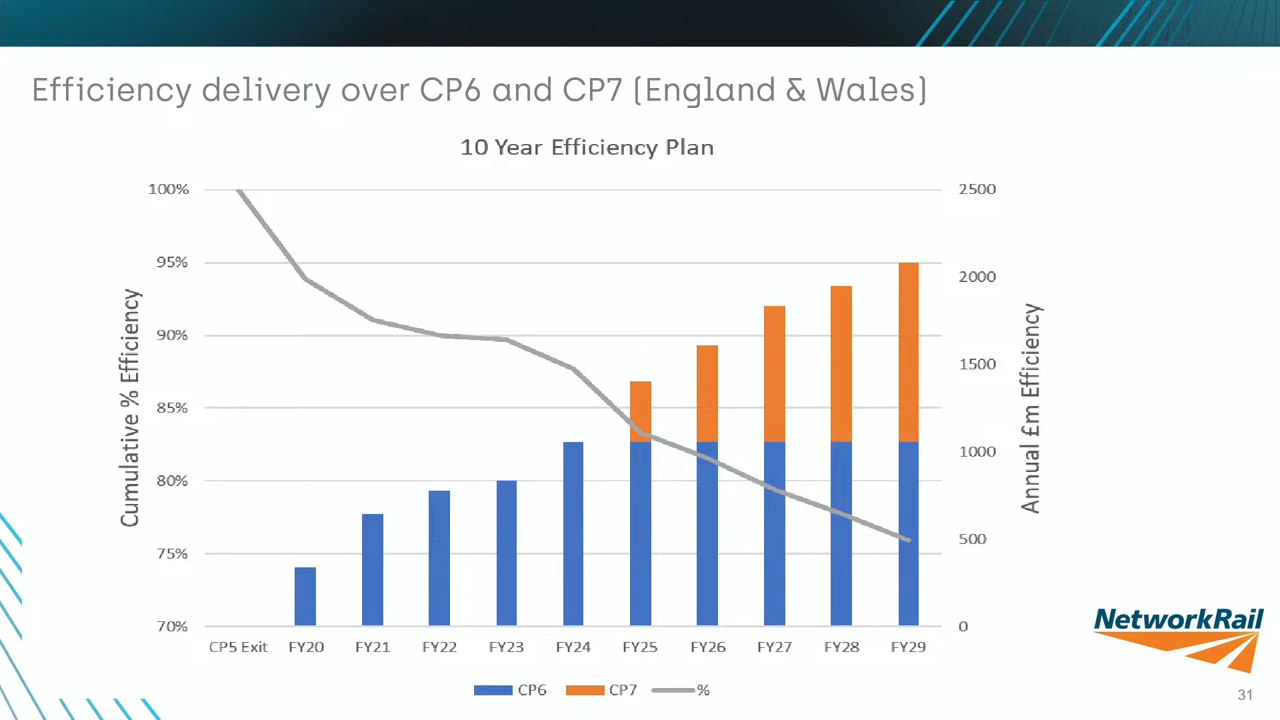 Efficiency delivery over CP6 and CP7 (England & Wales)
10 Year Efficiency Plan
100%
95%
90%
85%
80%
75%
70%
Cumulative % Efficiency
2500
2000
1500
1000
500
0
Annual £m Efficiency
CP5 Exit FY20 FY21 FY22 FY23 FY24 FY25 FY26 FY27 FY28 FY29
CP6 CP7 %
NetworkRail
31